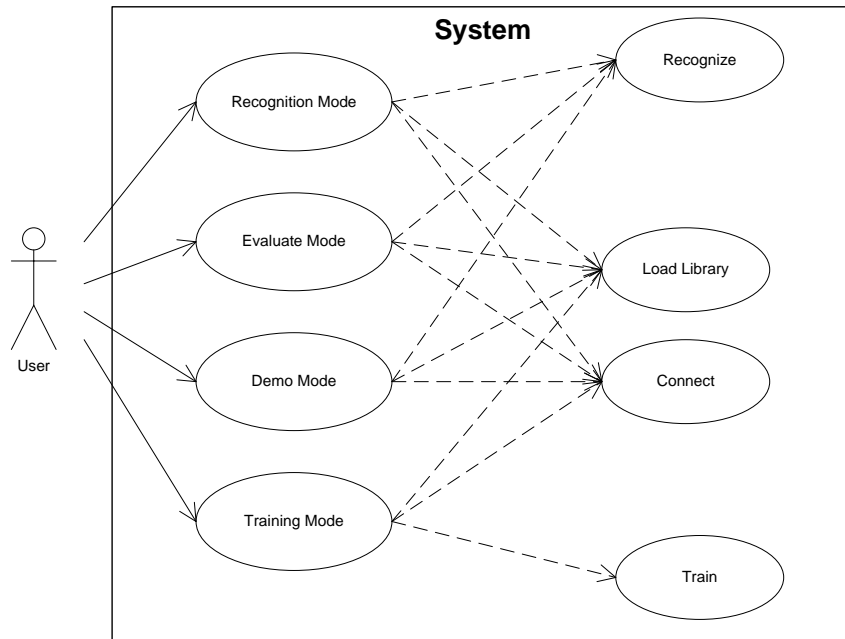 System
Recognize
Recognition Mode
Evaluate Mode
Load Library
User
Demo Mode
Connect
Training Mode
Train